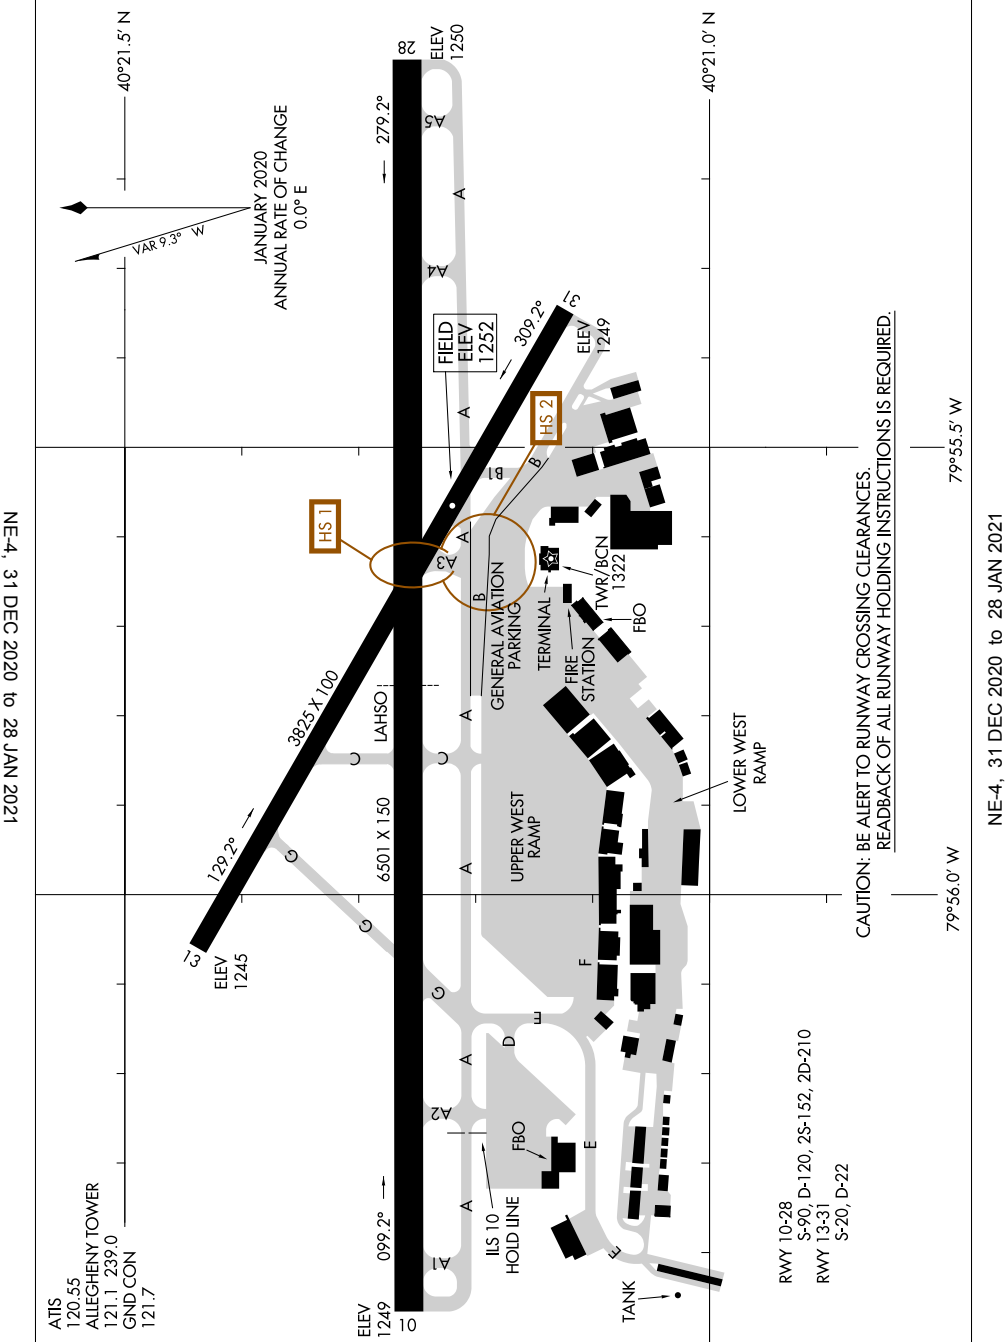 ATIS
120.55
ALLEGHENY TOWER
121.1 239.0
GND CON
121.7
40°21.5' N
VAR 9.3° W
JANUARY 2020
ANNUAL RATE OF CHANGE
0.0° E
13
ELEV
1245
129.2°
G
G
G
3825 X 100
C
C
HS 1
ELEV
1249
10
099.2°
6501 X 150
LAHSO
279.2°
28
ELEV
1250
A1
A
ILS 10
HOLD LINE
A2
A
A
A
A3
A
B
B
B1
A
FIELD
ELEV
1252
A4
A
A5
HS 2
309.2°
31
ELEV
1249
FBO
D
E
E
E
F
UPPER WEST
RAMP
GENERAL AVIATION
PARKING
TERMINAL
FIRE
STATION
TWR/BCN
1322
FBO
TANK
LOWER WEST
RAMP
40°21.0' N
RWY 10-28
S-90, D-120, 2S-152, 2D-210
RWY 13-31
S-20, D-22
CAUTION: BE ALERT TO RUNWAY CROSSING CLEARANCES.
READBACK OF ALL RUNWAY HOLDING INSTRUCTIONS IS REQUIRED.
79°56.0' W
79°55.5' W
NE-4, 31 DEC 2020 to 28 JAN 2021
NE-4, 31 DEC 2020 to 28 JAN 2021